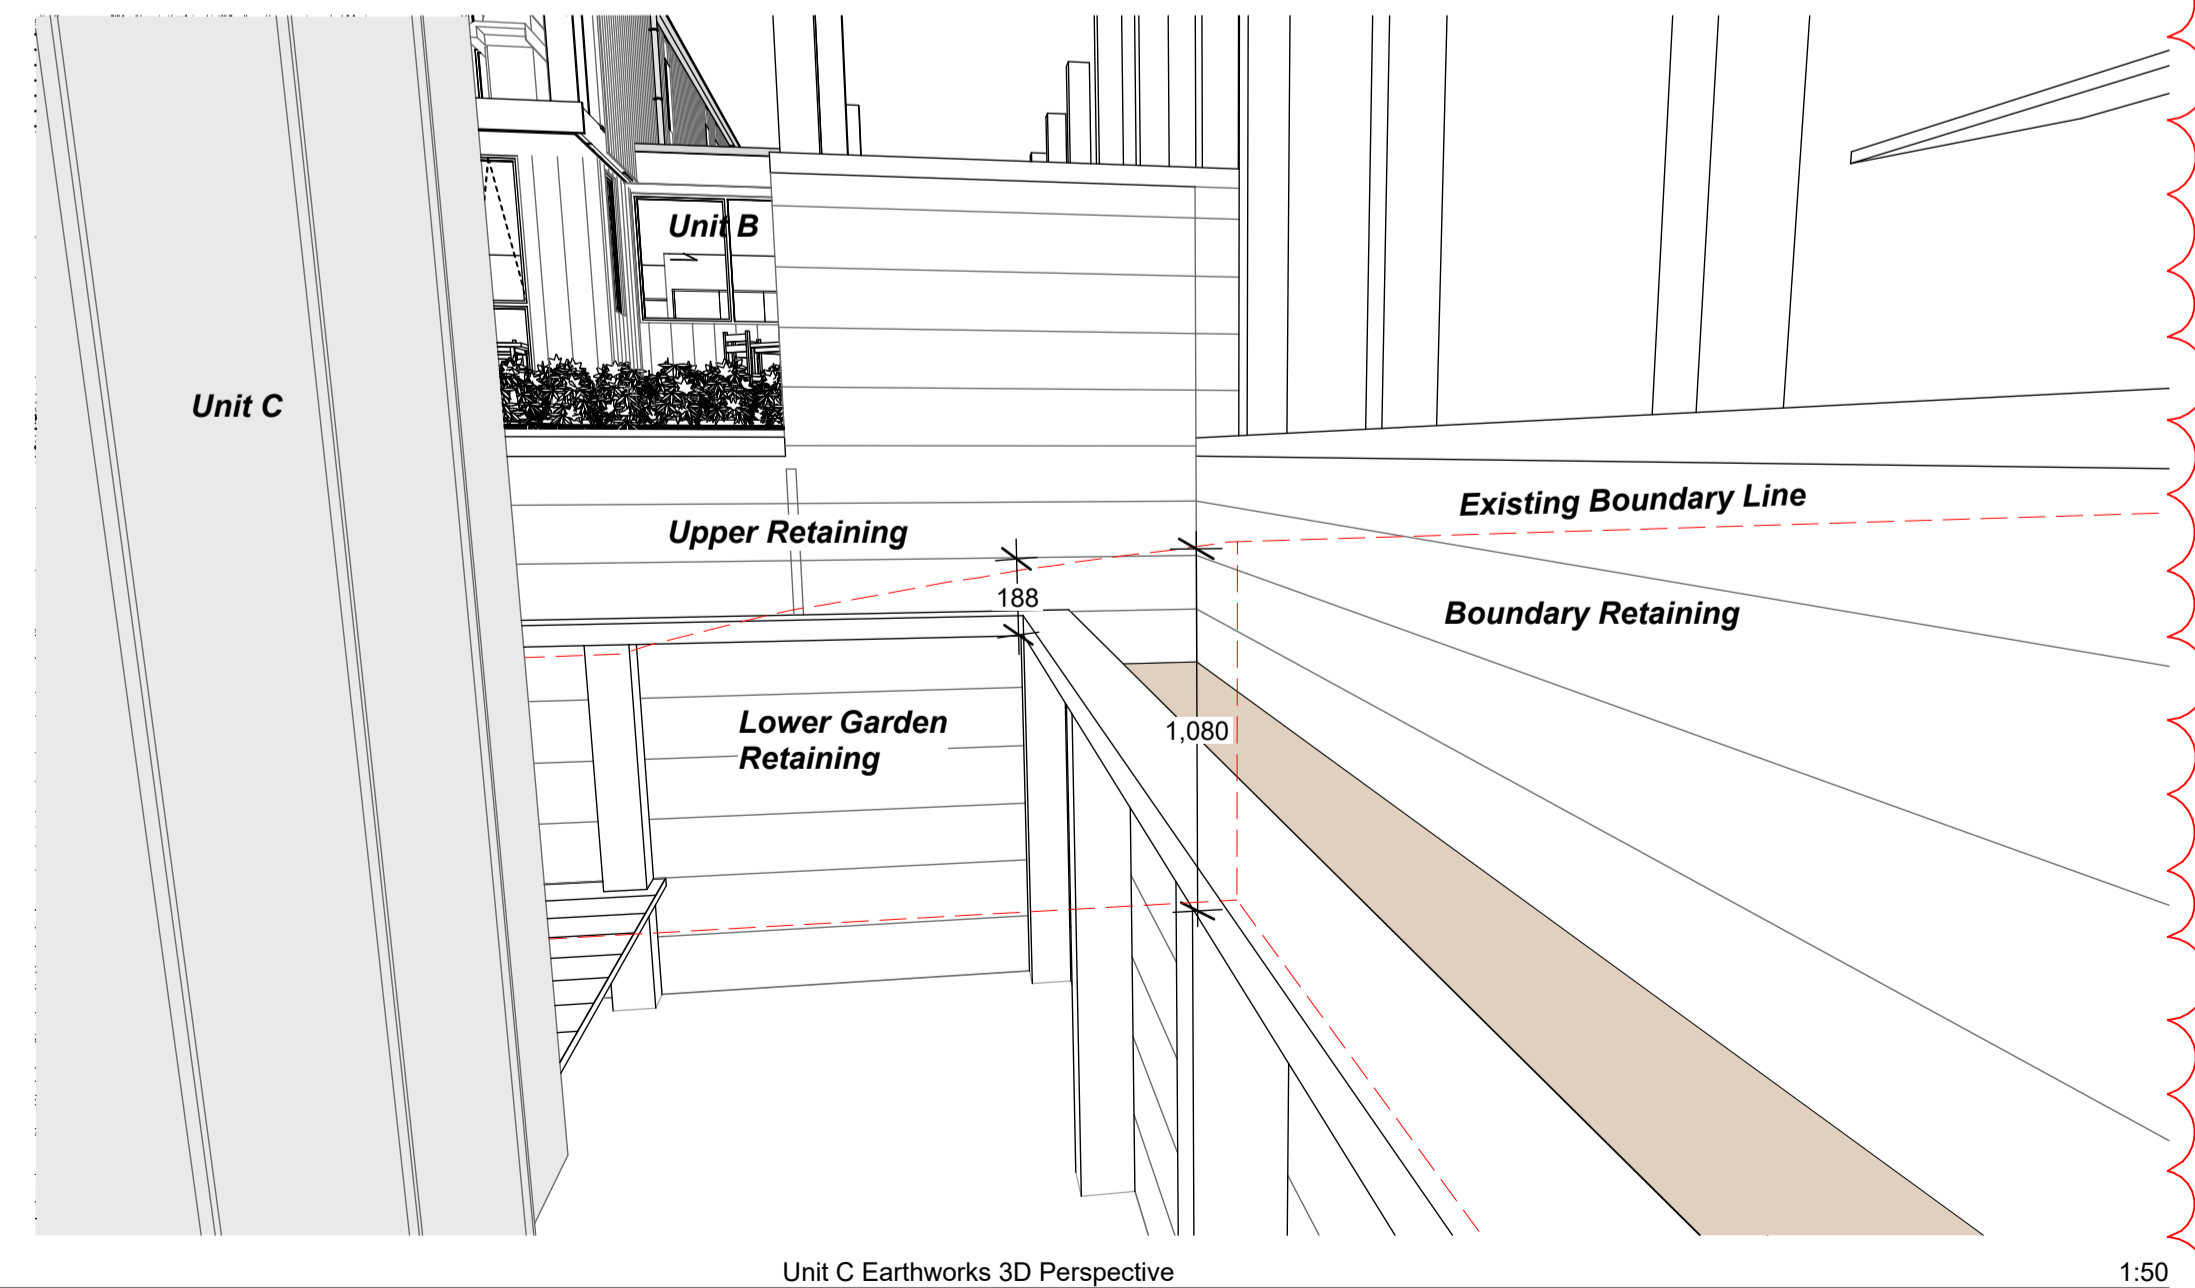 Unit B
Unit C
Existing Boundary Line
Upper Retaining
188
Boundary Retaining
Lower Garden
Retaining
1,080
Unit C Earthworks 3D Perspective
1:50